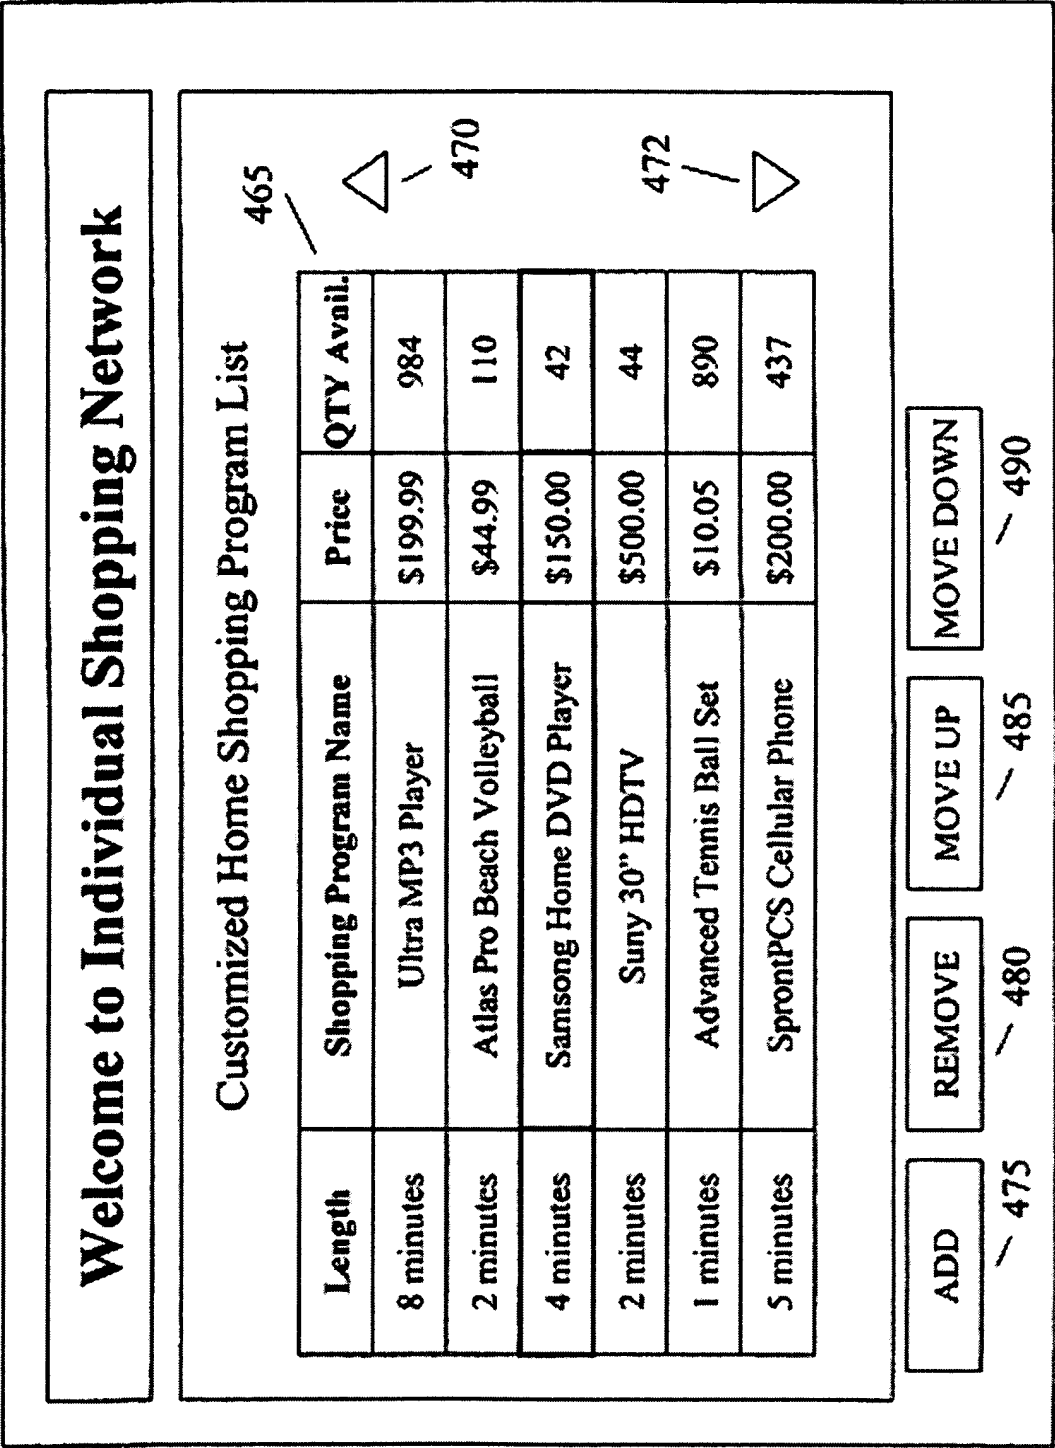 Welcome to Individual Shopping Network
Customized Home Shopping Program List
465
Length Shopping Program Name Price QTY Avail.
8 minutes Ultra MP3 Player $199.99 984
470
2 minutes Atlas Pro Beach Volleyball $44.99 110
4 minutes Samsong Home DVD Player $150.00 42
2 minutes Suny 30” HDTV $500.00 44
472
1 minutes Advanced Tennis Ball Set $10.05 890
5 minutes SprontPCS Cellular Phone $200.00 437
ADD REMOVE MOVE UP MOVE DOWN
475 480 485 490